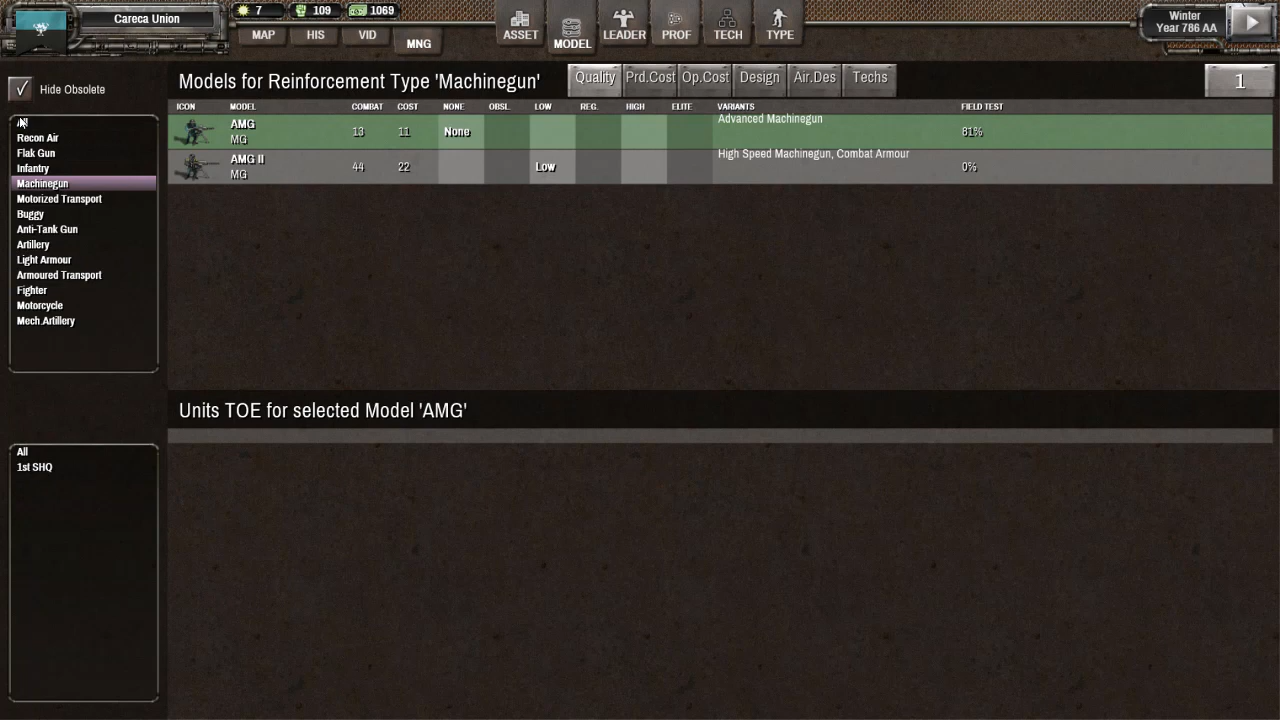 Careca Union
7
109
1069
MAP
HIS
VID
MNG
ASSET
MODEL
LEADER
PROF
TECH
TYPE
Winter
Year 786 AA
✓ Hide Obsolete
All
Recon Air
Flak Gun
Infantry
Machinegun
Motorized Transport
Buggy
Anti-Tank Gun
Artillery
Light Armour
Armoured Transport
Fighter
Motorcycle
Mech.Artillery
Models for Reinforcement Type 'Machinegun'
Quality
Prd.Cost
Op.Cost
Design
Air.Des
Techs
1
ICON MODEL COMBAT COST NONE OBSL. LOW REG. HIGH ELITE VARIANTS FIELD TEST
AMG
MG
13 11 None Advanced Machinegun 81%
AMG II
MG
44 22 Low High Speed Machinegun, Combat Armour 0%
Units TOE for selected Model 'AMG'
All
1st SHQ